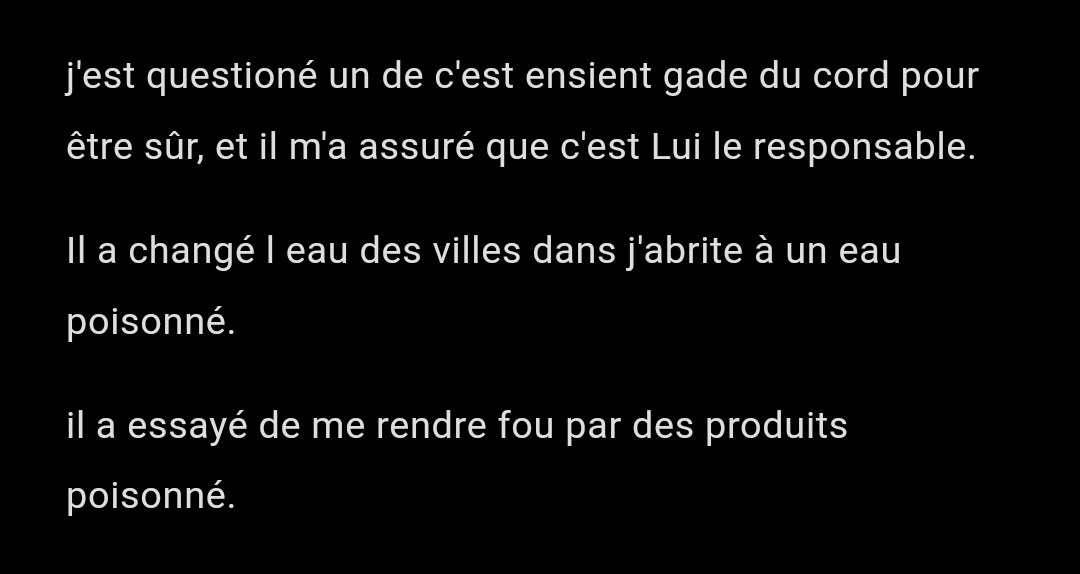 j'est questioné un de c'est ensient gade du cord pour
être sûr, et il m'a assuré que c'est Lui le responsable.
Il a changé l eau des villes dans j'abrite à un eau
poisonné.
il a essayé de me rendre fou par des produits
poisonné.